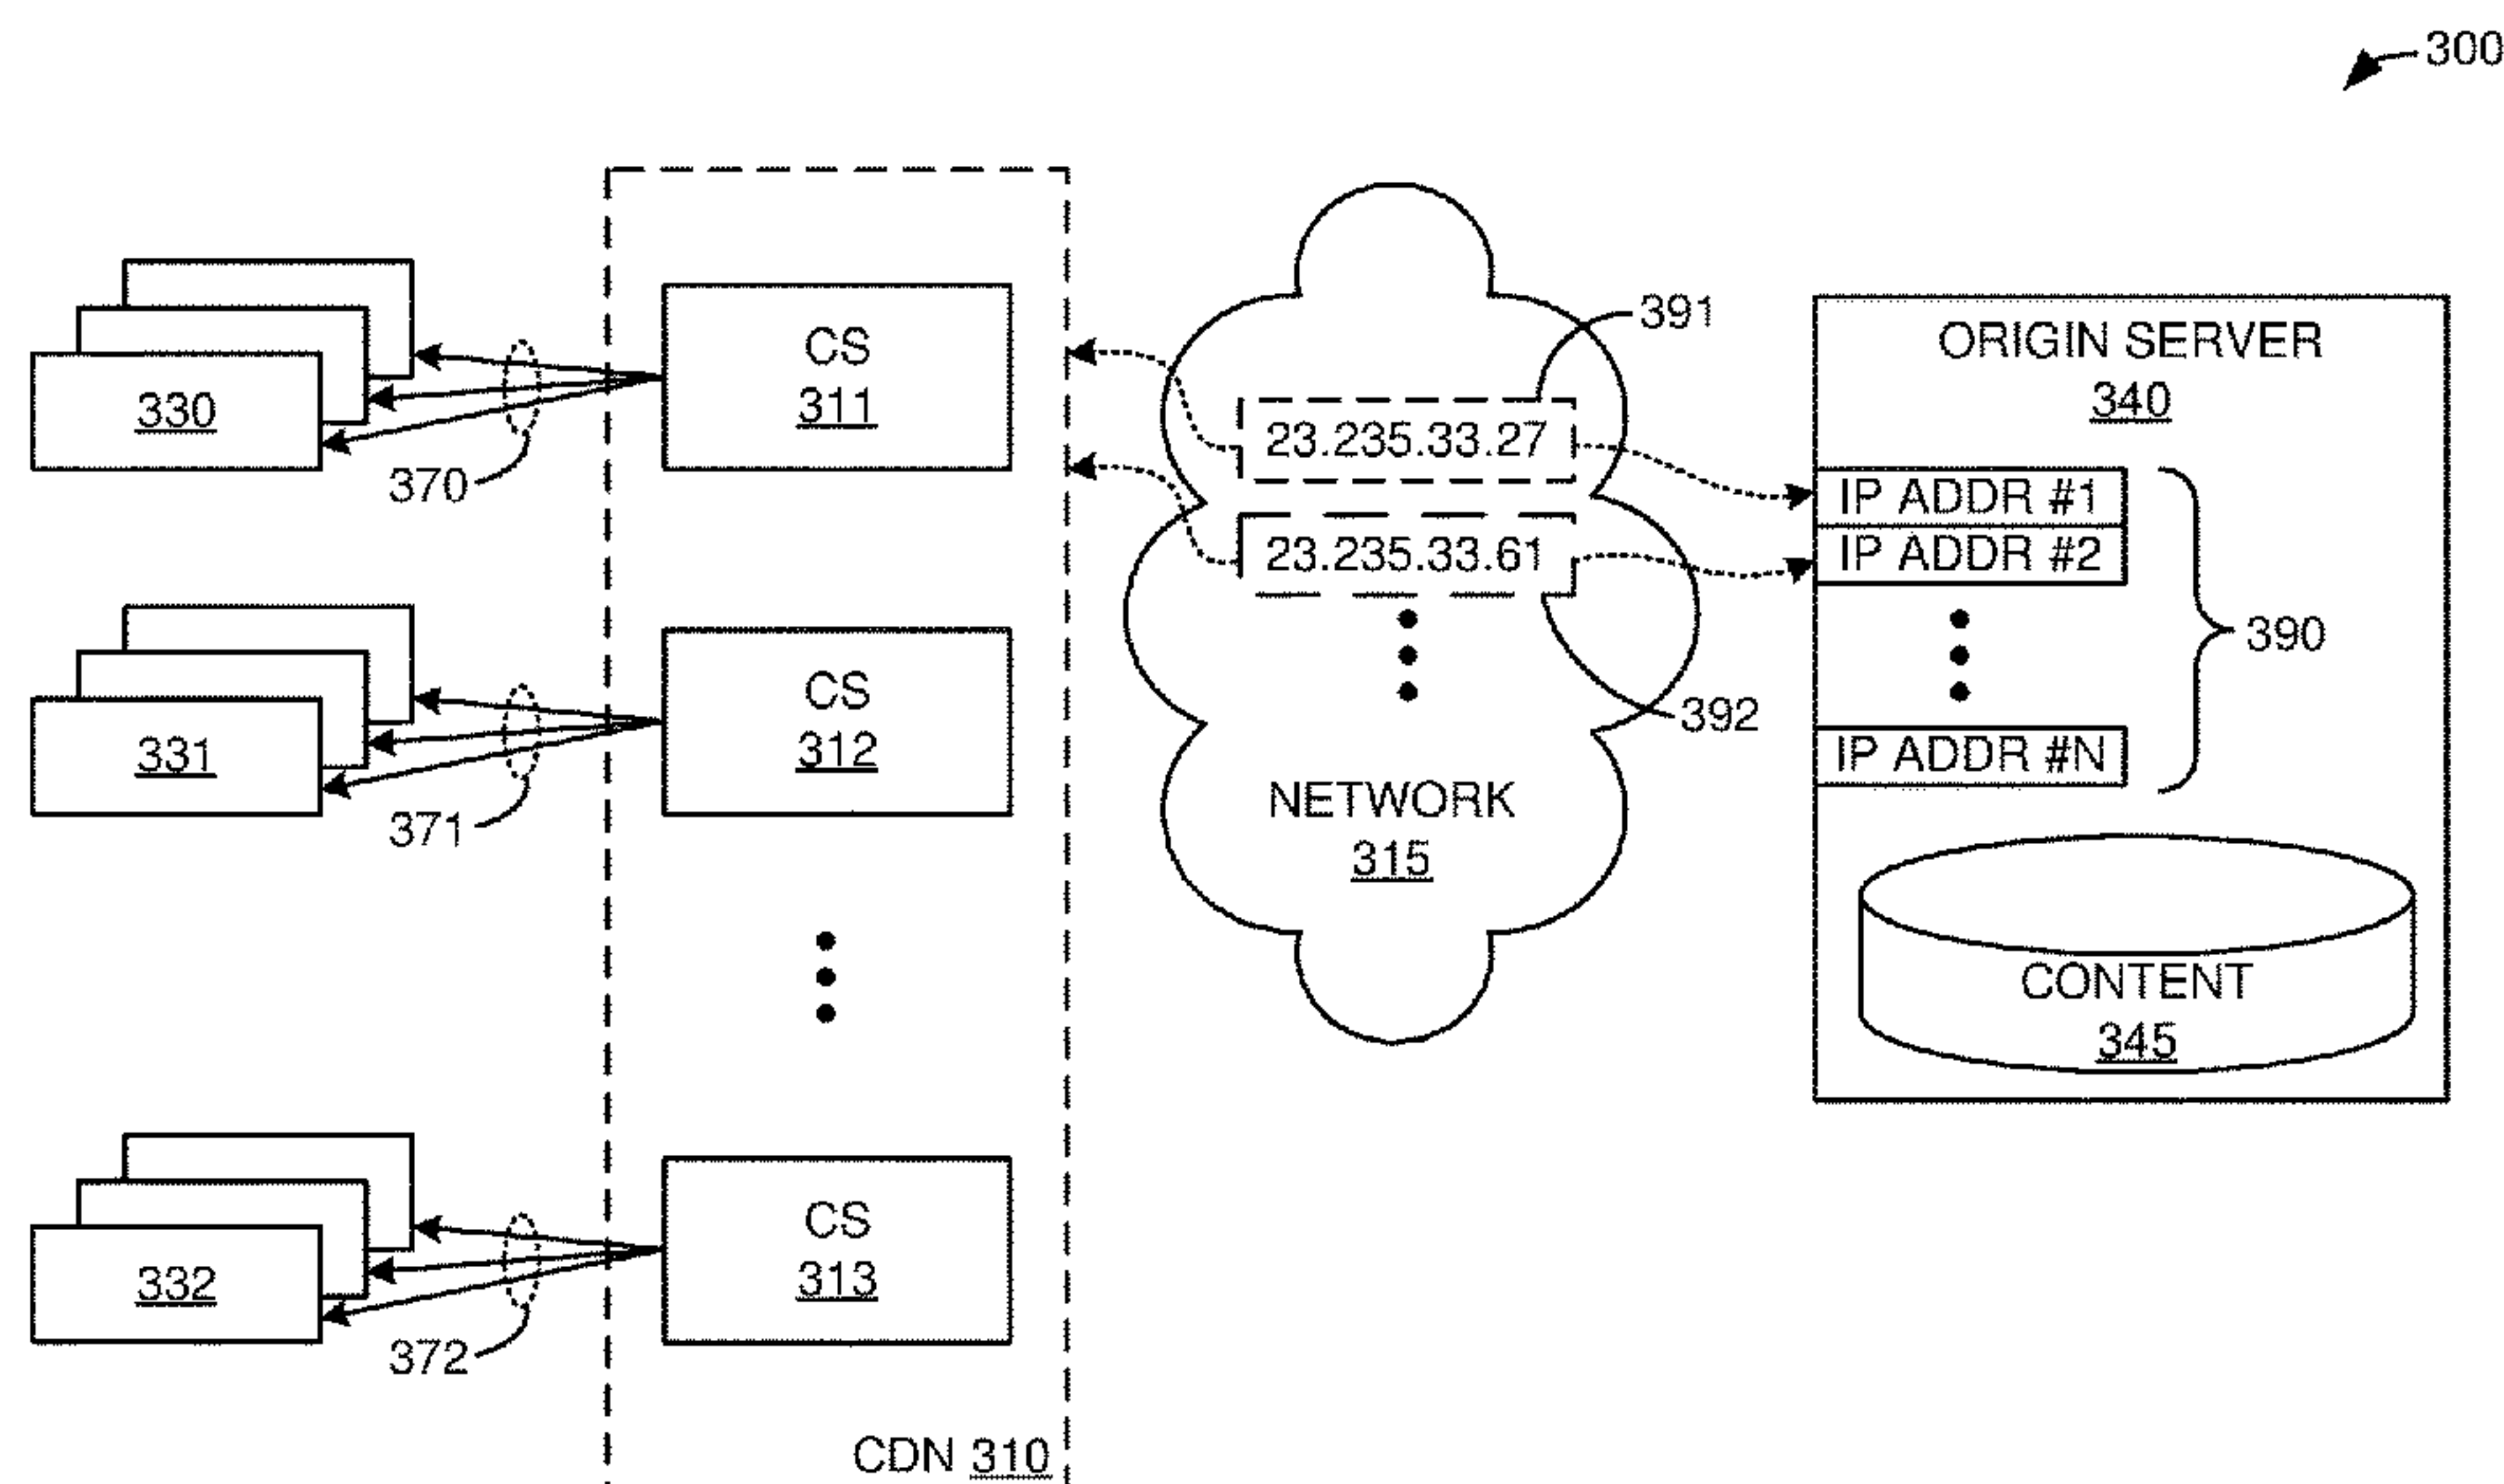 300
330
370
CS
311
331
371
CS
312
332
372
CS
313
CDN 310
391
23.235.33.27
23.235.33.61
392
NETWORK
315
ORIGIN SERVER
340
IP ADDR #1
IP ADDR #2
IP ADDR #N
390
CONTENT
345